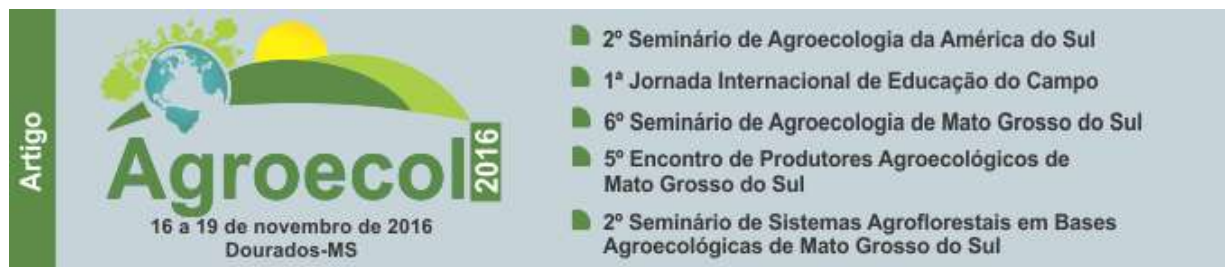 Artigo
Agroecol 2016
16 a 19 de novembro de 2016
Dourados-MS
2º Seminário de Agroecologia da América do Sul
1ª Jornada Internacional de Educação do Campo
6º Seminário de Agroecologia de Mato Grosso do Sul
5º Encontro de Produtores Agroecológicos de
Mato Grosso do Sul
2º Seminário de Sistemas Agroflorestais em Bases
Agroecológicas de Mato Grosso do Sul